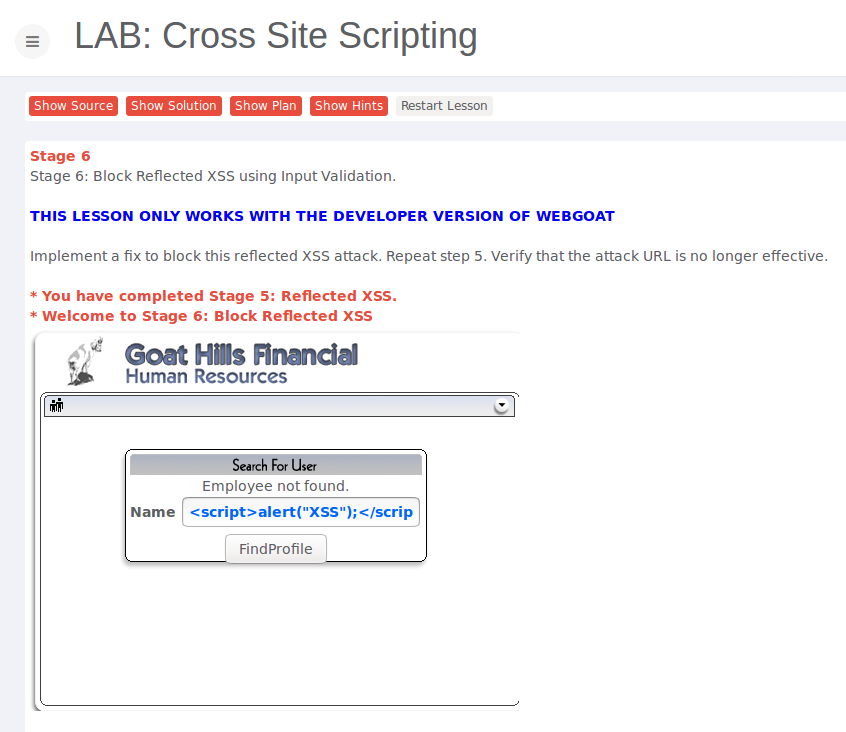 LAB: Cross Site Scripting
Show Source Show Solution Show Plan Show Hints Restart Lesson
Stage 6
Stage 6: Block Reflected XSS using Input Validation.
THIS LESSON ONLY WORKS WITH THE DEVELOPER VERSION OF WEBGOAT
Implement a fix to block this reflected XSS attack. Repeat step 5. Verify that the attack URL is no longer effective.
* You have completed Stage 5: Reflected XSS.
* Welcome to Stage 6: Block Reflected XSS
Goat Hills Financial
Human Resources
Search For User
Employee not found.
Name <script>alert("XSS");</scrip
FindProfile